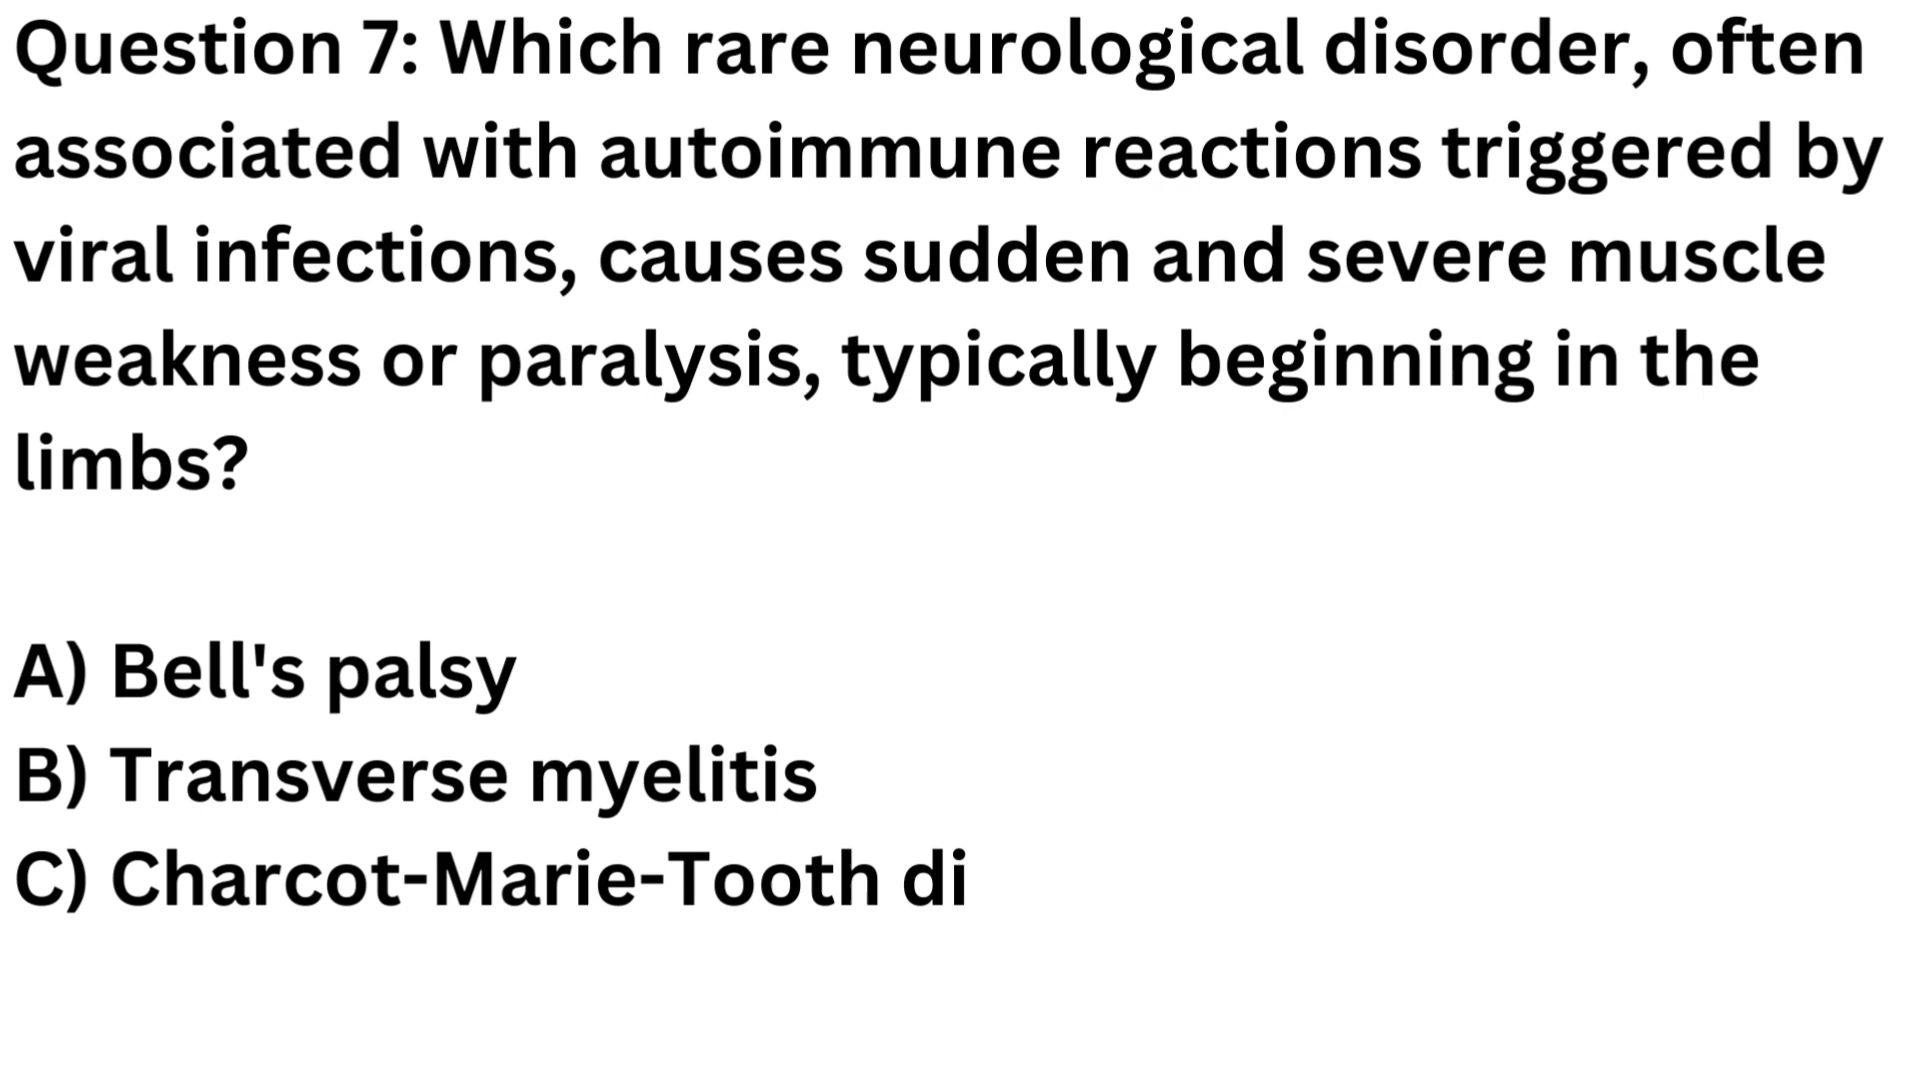 Question 7: Which rare neurological disorder, often
associated with autoimmune reactions triggered by
viral infections, causes sudden and severe muscle
weakness or paralysis, typically beginning in the
limbs?
A) Bell's palsy
B) Transverse myelitis
C) Charcot-Marie-Tooth di